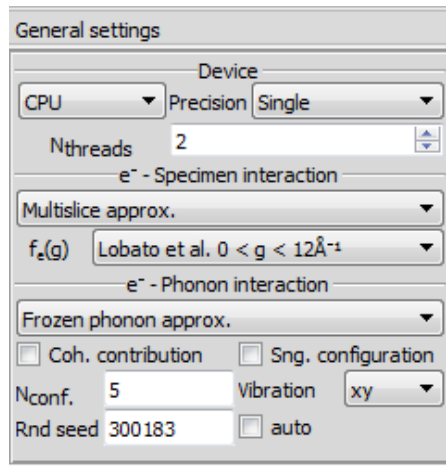 General settings
Device
CPU Precision Single
Nthreads 2
e⁻ - Specimen interaction
Multislice approx.
fₑ(g) Lobato et al. 0 < g < 12Å⁻¹
e⁻ - Phonon interaction
Frozen phonon approx.
Coh. contribution Sng. configuration
Nconf. 5 Vibration xy
Rnd seed 300183 auto